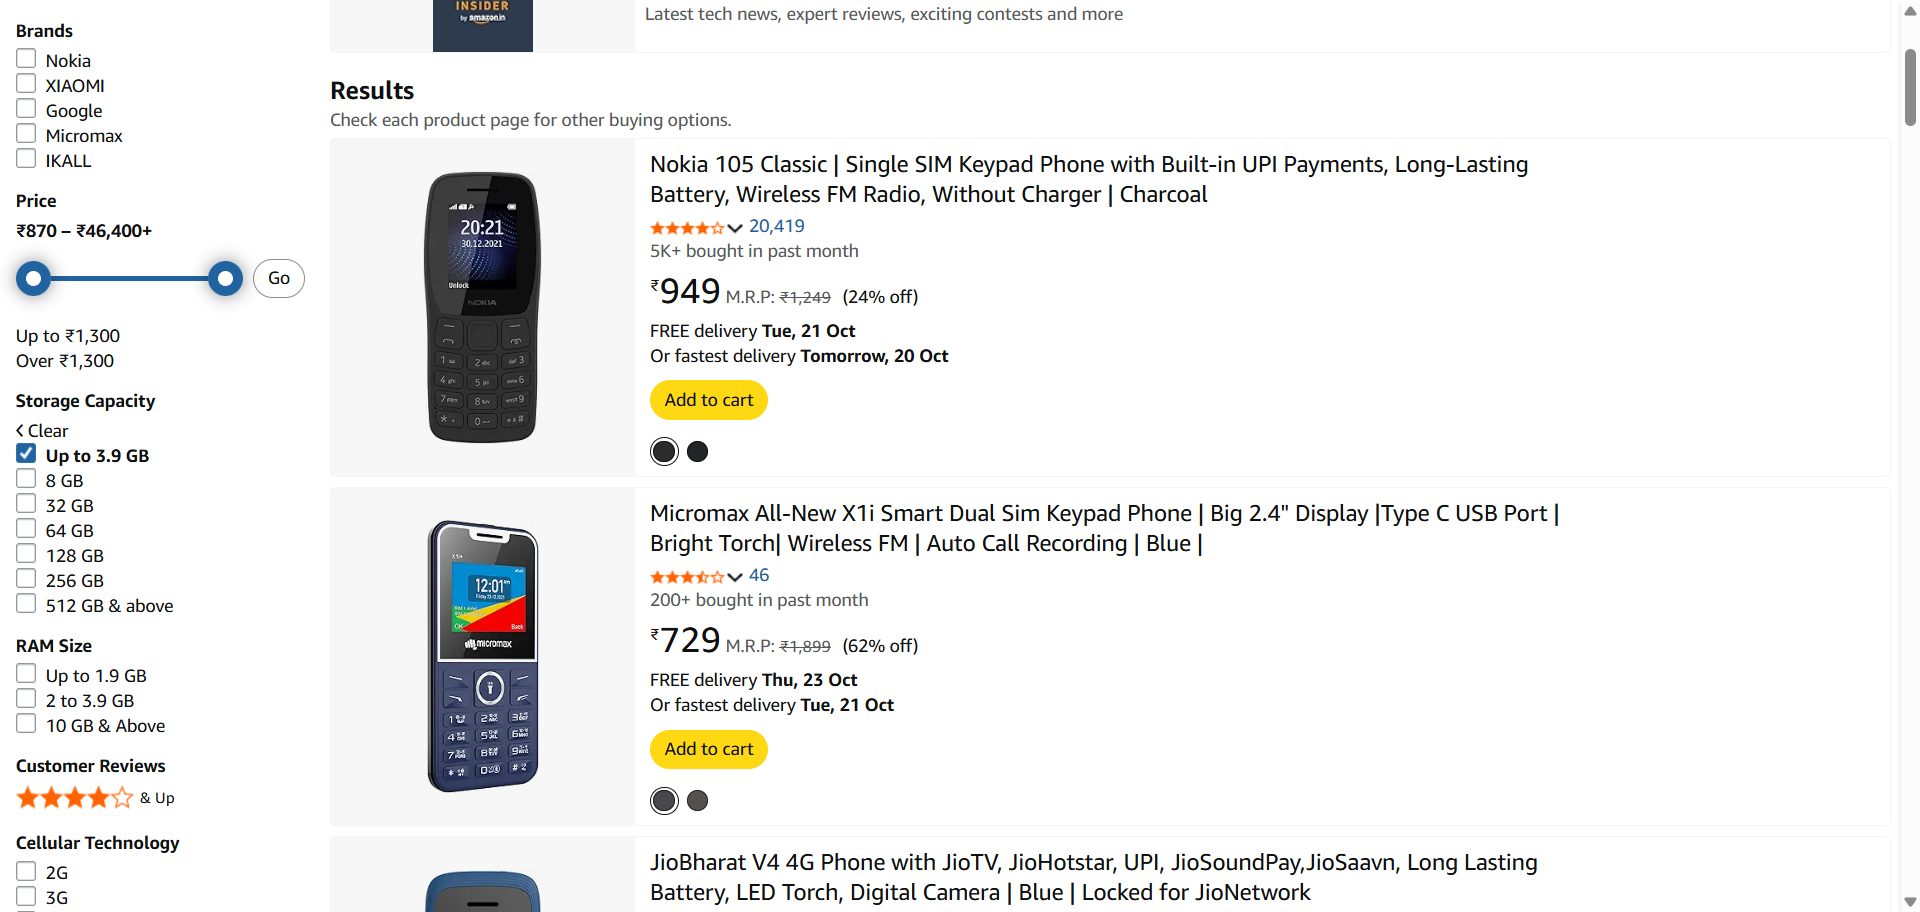 INSIDER
by amazon.in
Latest tech news, expert reviews, exciting contests and more
Brands
Nokia
XIAOMI
Google
Micromax
IKALL
Price
₹870 – ₹46,400+
Go
Up to ₹1,300
Over ₹1,300
Storage Capacity
Clear
Up to 3.9 GB
8 GB
32 GB
64 GB
128 GB
256 GB
512 GB & above
RAM Size
Up to 1.9 GB
2 to 3.9 GB
10 GB & Above
Customer Reviews
& Up
Cellular Technology
2G
3G
Results
Check each product page for other buying options.
20:21
30.12.2021
Unlock
NOKIA
Nokia 105 Classic | Single SIM Keypad Phone with Built-in UPI Payments, Long-Lasting
Battery, Wireless FM Radio, Without Charger | Charcoal
20,419
5K+ bought in past month
₹949 M.R.P: ₹1,249 (24% off)
FREE delivery Tue, 21 Oct
Or fastest delivery Tomorrow, 20 Oct
Add to cart
12:01
OK Back
micromax
Micromax All-New X1i Smart Dual Sim Keypad Phone | Big 2.4" Display |Type C USB Port |
Bright Torch| Wireless FM | Auto Call Recording | Blue |
46
200+ bought in past month
₹729 M.R.P: ₹1,899 (62% off)
FREE delivery Thu, 23 Oct
Or fastest delivery Tue, 21 Oct
Add to cart
JioBharat V4 4G Phone with JioTV, JioHotstar, UPI, JioSoundPay,JioSaavn, Long Lasting
Battery, LED Torch, Digital Camera | Blue | Locked for JioNetwork